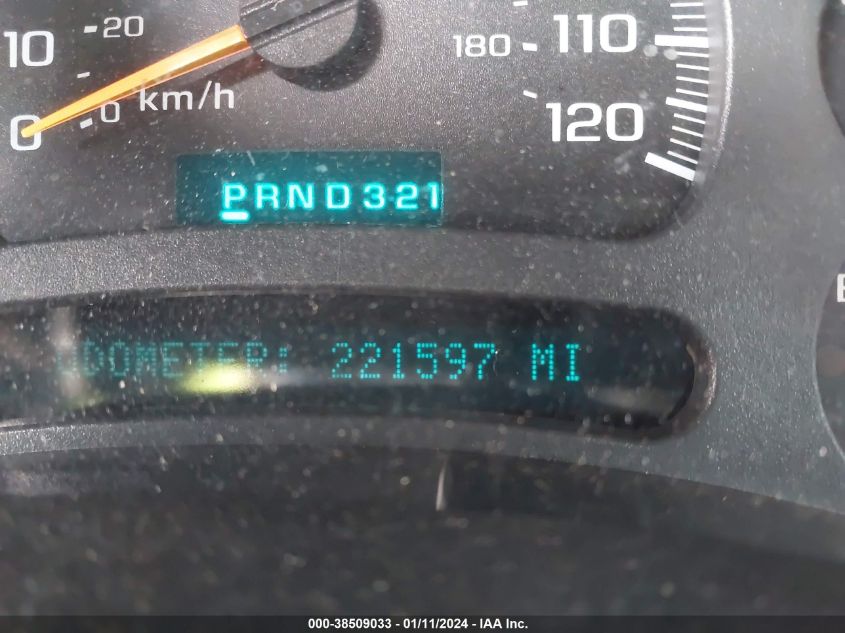 10 20 180 110
0 0 km/h 120
PRND321
ODOMETER: 221597 MI
000-38509033 - 01/11/2024 - IAA Inc.